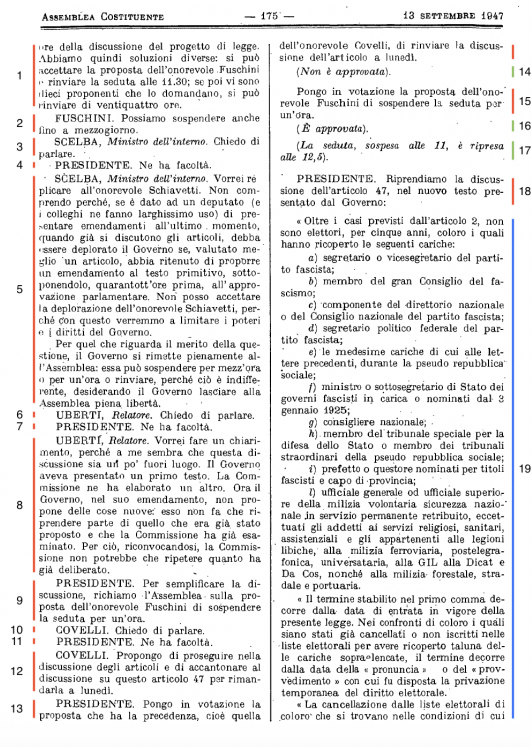 ASSEMBLEA COSTITUENTE — 175 — 13 SETTEMBRE 1947
ore della discussione del progetto di legge.
Abbiamo quindi soluzioni diverse: si può
1
accettare la proposta dell'onorevole Fuschini
e rinviare la seduta alle 11.30; se poi vi sono
dieci proponenti che lo domandano, si può
rinviare di ventiquattro ore.
2
FUSCHINI. Possiamo sospendere anche
fino a mezzogiorno.
3
SCELBA, Ministro dell'interno. Chiedo di
parlare.
4
PRESIDENTE. Ne ha facoltà.
SCELBA, Ministro dell'interno. Vorrei re
plicare all'onorevole Schiavetti. Non com-
prendo perché, se è dato ad un deputato (e
i colleghi ne fanno larghissimo uso) di pre-
sentare emendamenti all'ultimo momento,
quando già si discutono gli articoli, debba
essere deplorato il Governo se, valutato me-
glio un articolo, abbia ritenuto di proporre
un emendamento al testo primitivo, sotto-
5
ponendolo, quarantott'ore prima, all'appro-
vazione parlamentare. Non posso accettare
la deplorazione dell'onorevole Schiavetti, per-
ché con questo verremmo a limitare i poteri
e i diritti del Governo.
Per quel che riguarda il merito della que-
stione, il Governo si rimette pienamente al-
l'Assemblea: essa può sospendere per mezz'ora
o per un'ora o rinviare, perché ciò è indiffe-
rente, desiderando il Governo lasciare alla
Assemblea piena libertà.
6
UBERTI, Relatore. Chiedo di parlare.
7
PRESIDENTE. Ne ha facoltà.
UBERTI, Relatore. Vorrei fare un chiari-
mento, perché a me sembra che questa di-
scussione sia un po' fuori luogo. Il Governo
aveva presentato un primo testo. La Com-
missione ne ha elaborato un altro. Ora il
8
Governo, nel suo emendamento, non pro-
pone delle cose nuove: esso non fa che ri-
prendere parte di quello che era già stato
proposto e che la Commissione ha già esa-
minato. Per ciò, riconvocandosi, la Commis-
sione non potrebbe che ripetere quanto ha
già deliberato.
PRESIDENTE. Per semplificare la di-
9
scussione, richiamo l'Assemblea sulla pro-
posta dell'onorevole Fuschini di sospendere
la seduta per un'ora.
10
COVELLI. Chiedo di parlare.
11
PRESIDENTE. Ne ha facoltà.
COVELLI. Propongo di proseguire nella
12
discussione degli articoli e di accantonare al
discussione su questo articolo 47 per riman-
darla a lunedì.
13
PRESIDENTE. Pongo in votazione la
proposta che ha la precedenza, cioè quella
dell'onorevole Covelli, di rinviare la discus-
sione dell'articolo a lunedì.
(Non è approvata).
14
Pongo in votazione la proposta dell'ono-
revole Fuschini di sospendere la seduta per
15
un'ora.
(È approvata).
16
(La seduta, sospesa alle 11, è ripresa
alle 12,5).
17
PRESIDENTE. Riprendiamo la discus-
sione dell'articolo 47, nel nuovo testo pre-
18
sentato dal Governo:
« Oltre i casi previsti dall'articolo 2, non
sono elettori, per cinque anni, coloro i quali
hanno ricoperto le seguenti cariche:
a) segretario o vicesegretario del parti-
to fascista;
b) membro del gran Consiglio del fa-
scismo;
c) componente del direttorio nazionale
o del Consiglio nazionale del partito fascista;
d) segretario politico federale del par-
tito fascista;
e) le medesime cariche di cui alle let-
tere precedenti, durante la pseudo repubblica
sociale;
f) ministro o sottosegretario di Stato dei
governi fascisti in carica o nominati dal 3
gennaio 1925;
g) consigliere nazionale;
h) membro del tribunale speciale per la
difesa dello Stato o membro dei tribunali
straordinari della pseudo repubblica sociale;
i) prefetto o questore nominati per titoli
19
fascisti e capo di provincia;
l) ufficiale generale od ufficiale superio-
re della milizia volontaria sicurezza nazio-
nale in servizio permanente retribuito, eccet-
tuati gli addetti ai servizi religiosi, sanitari,
assistenziali e gli appartenenti alle legioni
libiche, alla milizia ferroviaria, postelegra-
fonica, universataria, alla GIL alla Dicat e
Da Cos, nonché alla milizia forestale, stra-
dale e portuaria.
« Il termine stabilito nel primo comma de-
corre dalla data di entrata in vigore della
presente legge. Nei confronti di coloro i quali
siano stati già cancellati o non iscritti nelle
liste elettorali per avere ricoperto taluna del-
le cariche sopraelencate, il termine decorre
dalla data della « pronuncia » o del « prov-
vedimento » con cui fu disposta la privazione
temporanea del diritto elettorale.
« La cancellazione dalle liste elettorali di
coloro che si trovano nelle condizioni di cui